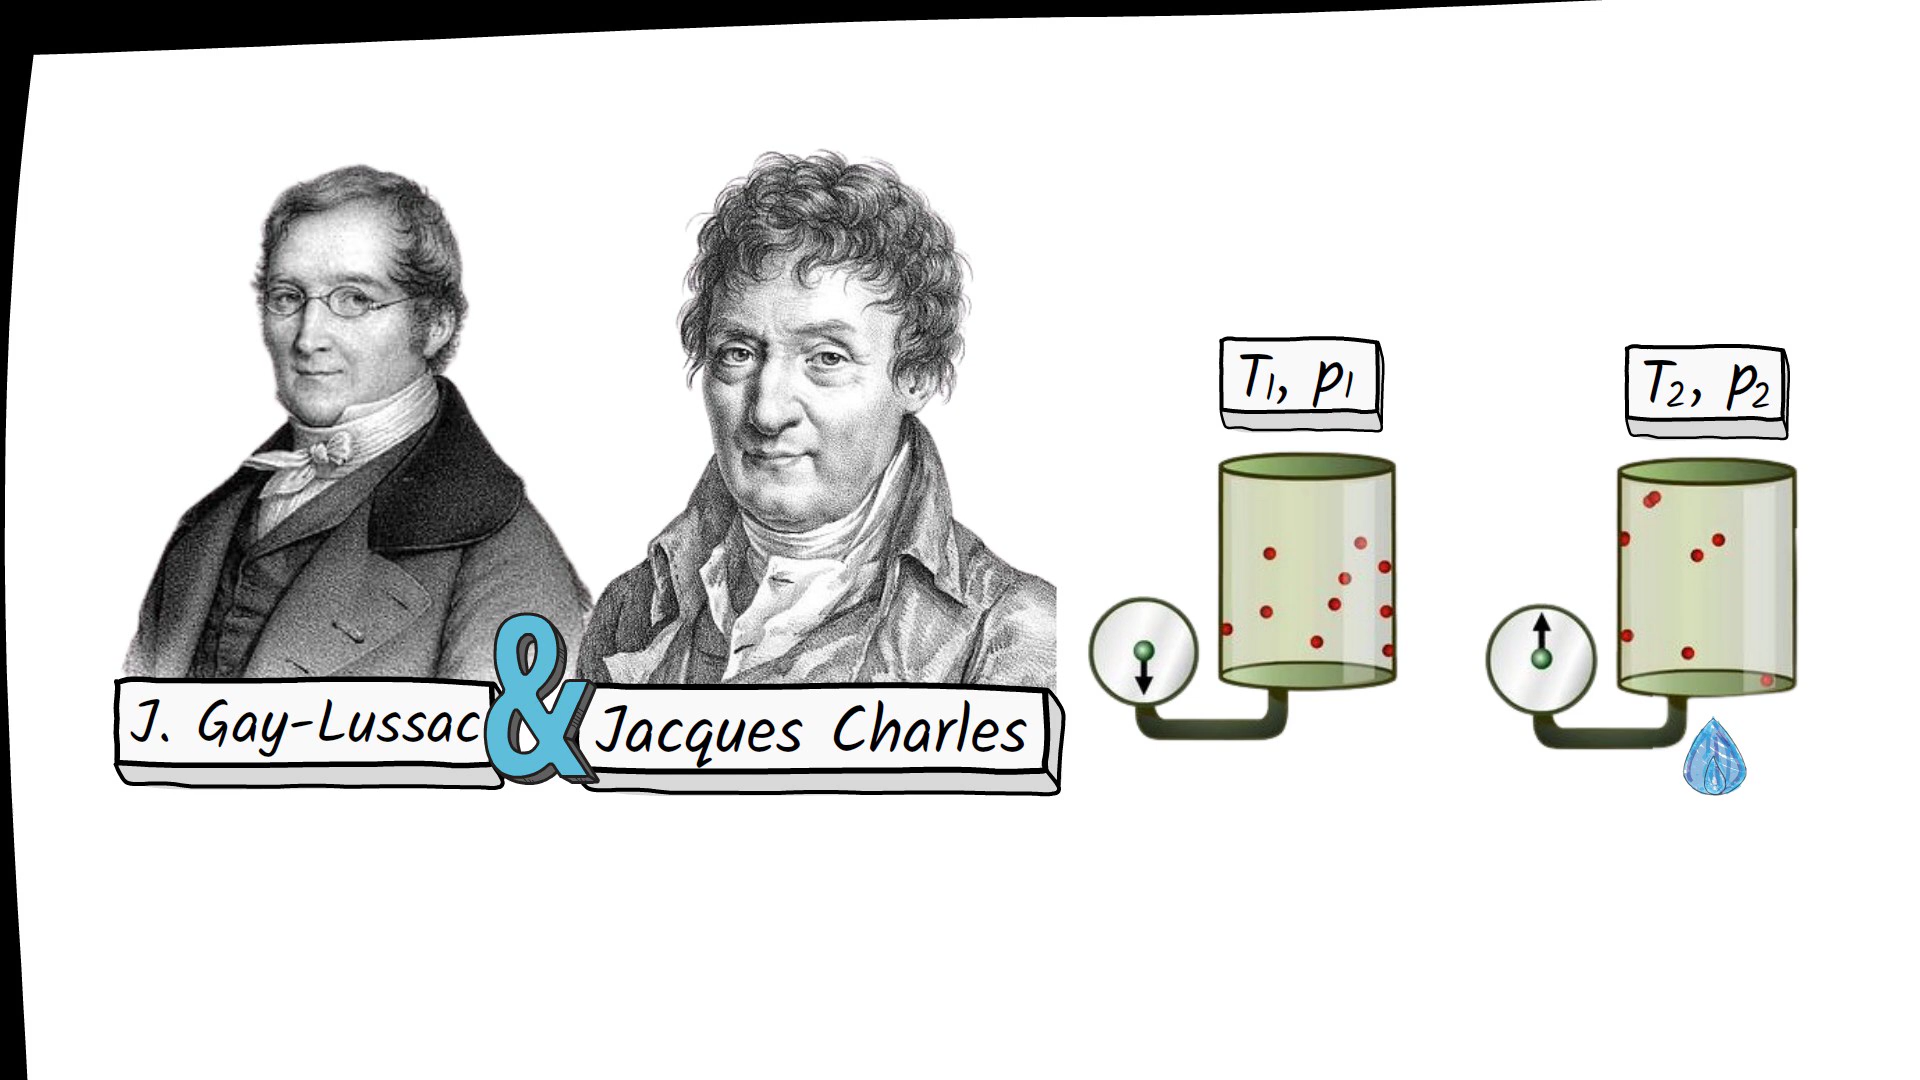 J. Gay-Lussac
&
Jacques Charles
T₁, p₁
T₂, p₂